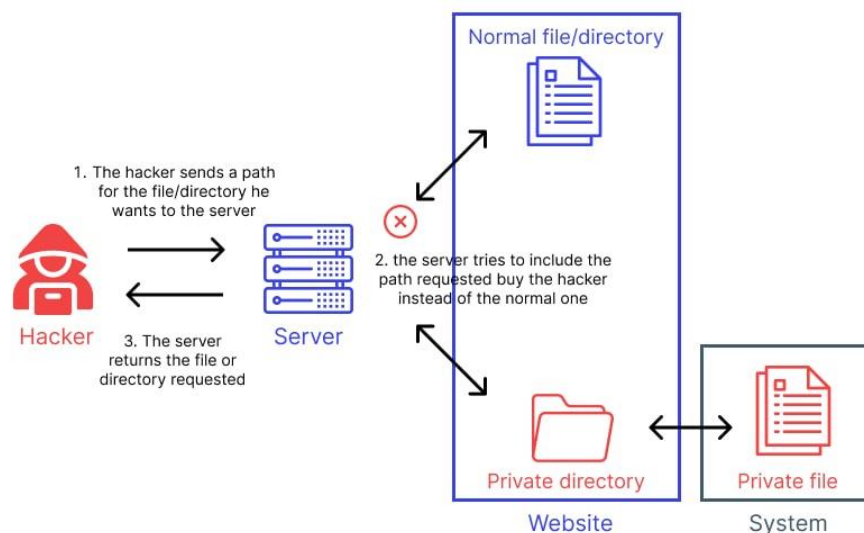 Normal file/directory
1. The hacker sends a path
for the file/directory he
wants to the server
2. the server tries to include the
path requested buy the hacker
instead of the normal one
Hacker
Server
3. The server
returns the file or
directory requested
Private directory
Private file
Website
System